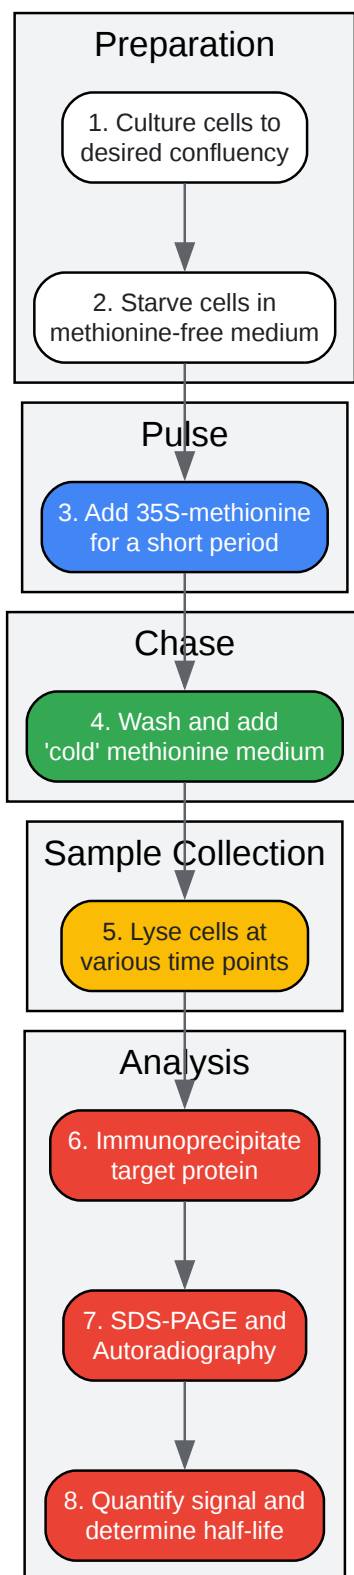 Preparation
1. Culture cells to
desired confluency
2. Starve cells in
methionine-free medium
Pulse
3. Add 35S-methionine
for a short period
Chase
4. Wash and add
'cold' methionine medium
Sample Collection
5. Lyse cells at
various time points
Analysis
6. Immunoprecipitate
target protein
7. SDS-PAGE and
Autoradiography
8. Quantify signal and
determine half-life